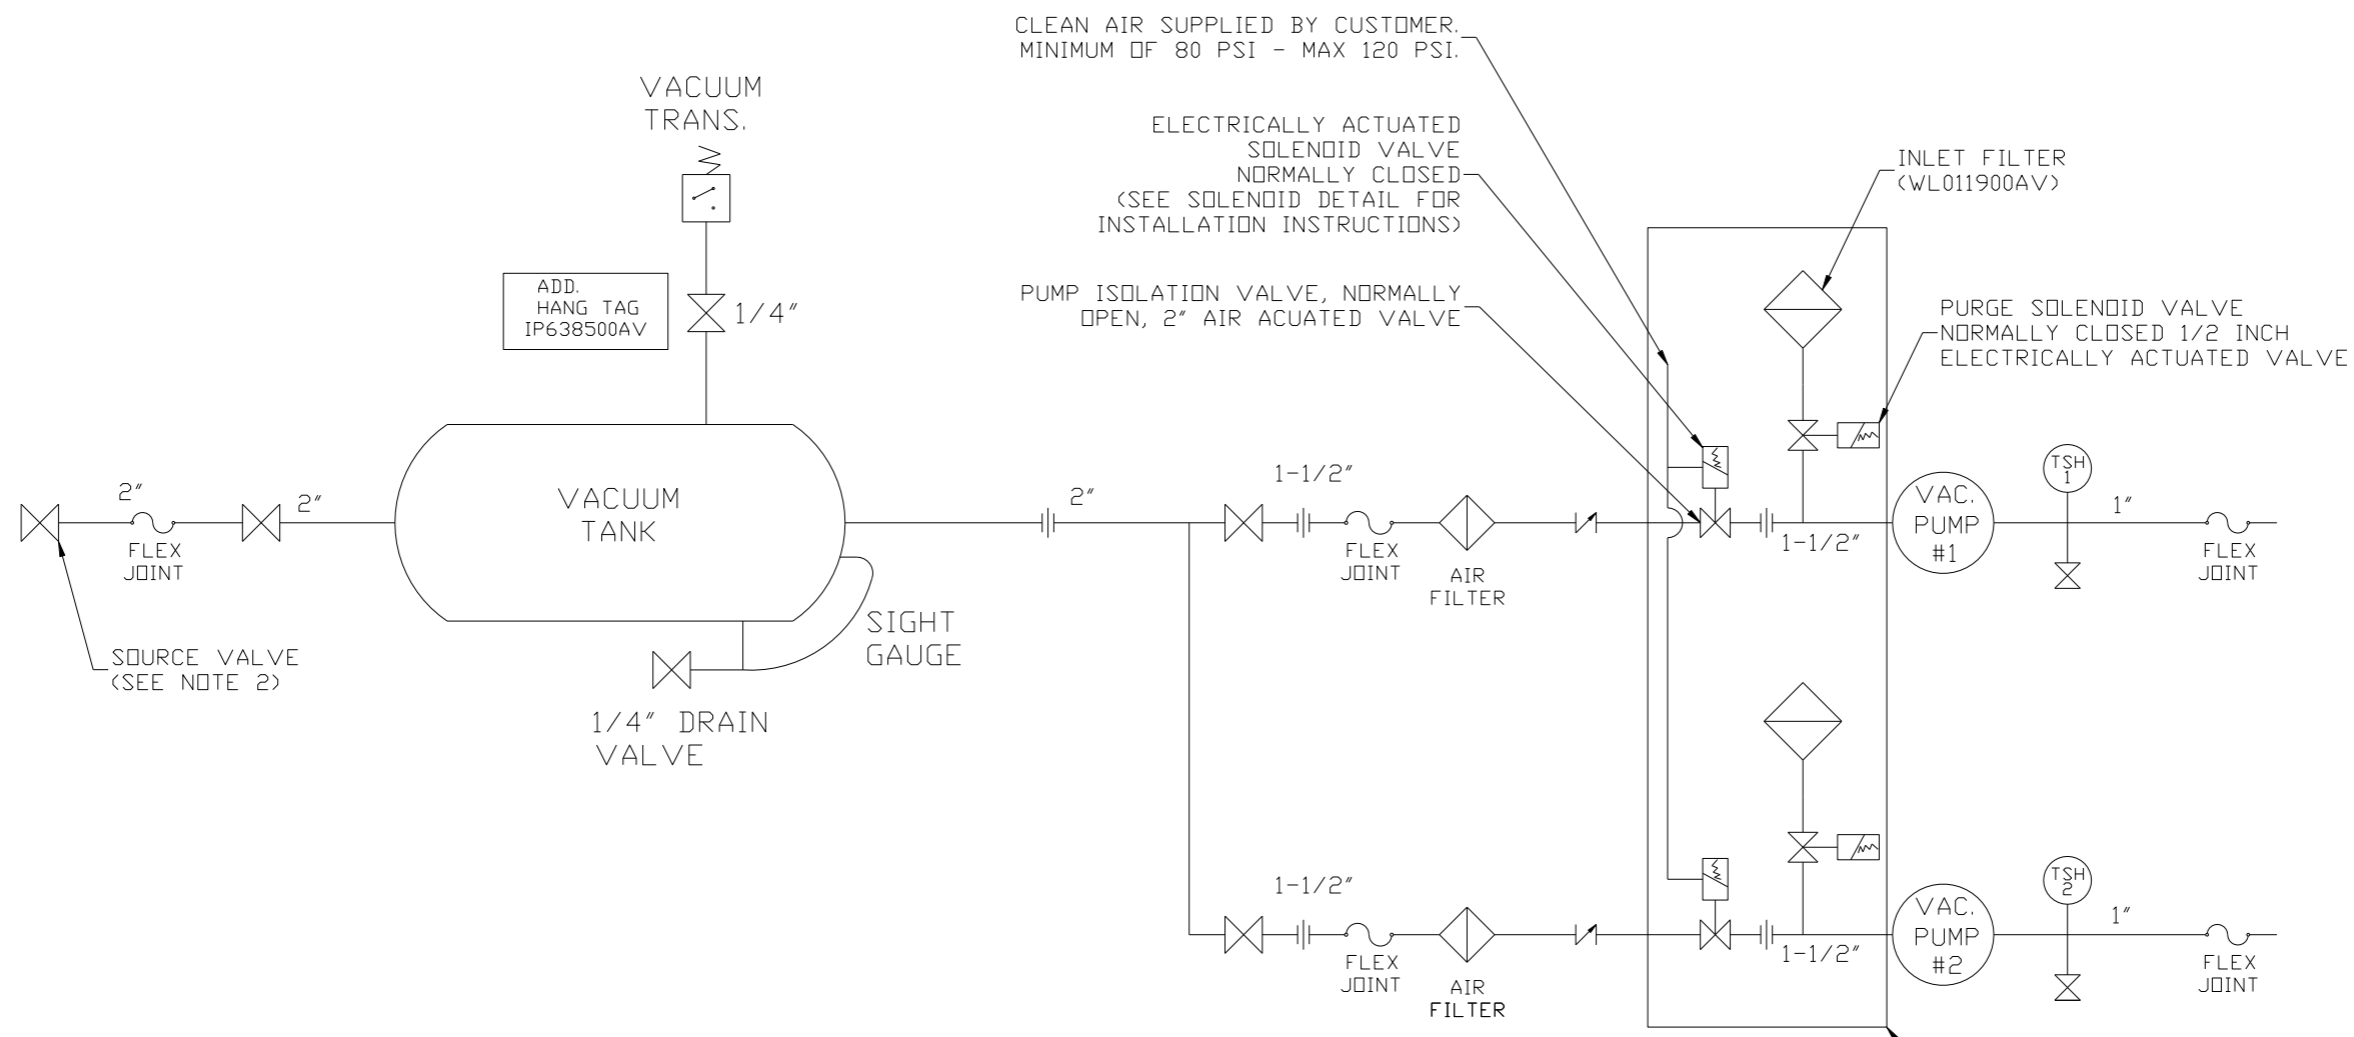 CLEAN AIR SUPPLIED BY CUSTOMER.
MINIMUM OF 80 PSI - MAX 120 PSI.
VACUUM
TRANS.
ELECTRICALLY ACTUATED
SOLENOID VALVE
NORMALLY CLOSED
(SEE SOLENOID DETAIL FOR
INSTALLATION INSTRUCTIONS)
INLET FILTER
(WL011900AV)
ADD.
HANG TAG
IP638500AV
1/4"
PUMP ISOLATION VALVE, NORMALLY
OPEN, 2" AIR ACUATED VALVE
PURGE SOLENOID VALVE
NORMALLY CLOSED 1/2 INCH
ELECTRICALLY ACTUATED VALVE
2"
FLEX
JOINT
2"
VACUUM
TANK
2"
1-1/2"
FLEX
JOINT
AIR
FILTER
1-1/2"
VAC.
PUMP
#1
TSH
1
1"
FLEX
JOINT
SOURCE VALVE
(SEE NOTE 2)
SIGHT
GAUGE
1/4" DRAIN
VALVE
1-1/2"
FLEX
JOINT
AIR
FILTER
1-1/2"
VAC.
PUMP
#2
TSH
2
1"
FLEX
JOINT